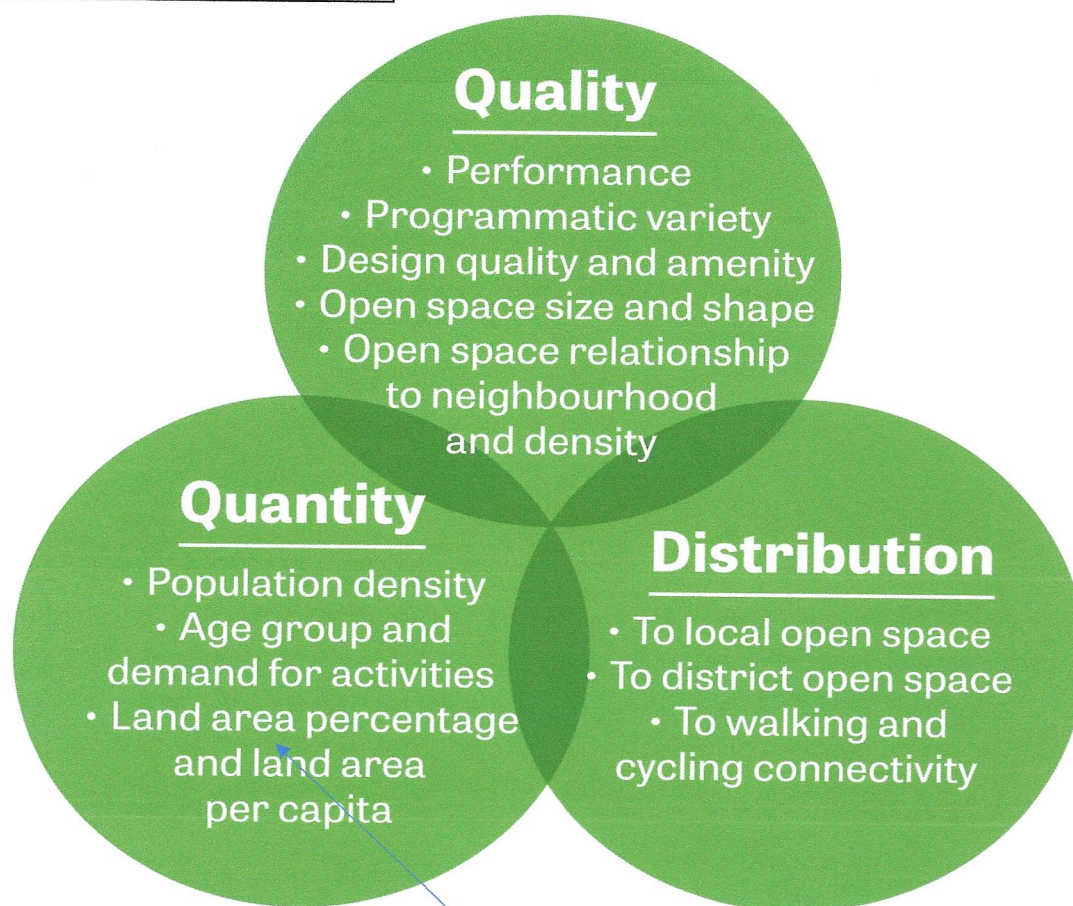 Quality
• Performance
• Programmatic variety
• Design quality and amenity
• Open space size and shape
• Open space relationship
to neighbourhood
and density
Quantity
• Population density
• Age group and
demand for activities
• Land area percentage
and land area
per capita
Distribution
• To local open space
• To district open space
• To walking and
cycling connectivity